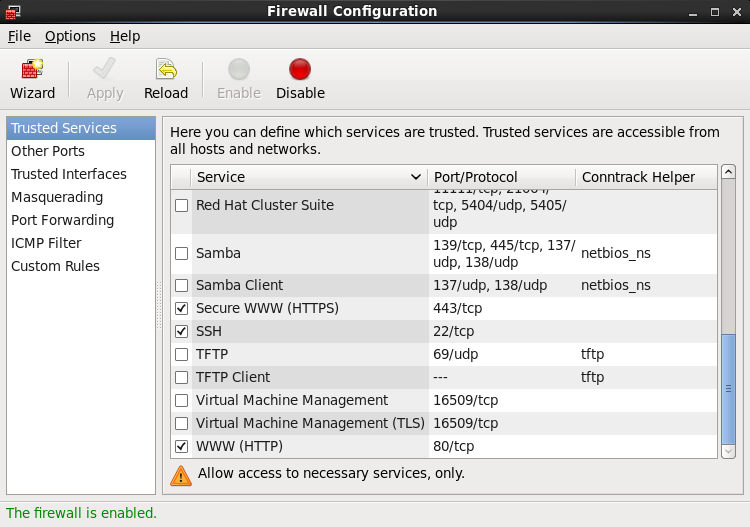 Firewall Configuration
File Options Help
Wizard Apply Reload Enable Disable
Trusted Services
Other Ports
Trusted Interfaces
Masquerading
Port Forwarding
ICMP Filter
Custom Rules
Here you can define which services are trusted. Trusted services are accessible from
all hosts and networks.
Service Port/Protocol Conntrack Helper
11111/tcp, 21064/
Red Hat Cluster Suite tcp, 5404/udp, 5405/
udp
139/tcp, 445/tcp, 137/
Samba netbios_ns
udp, 138/udp
Samba Client 137/udp, 138/udp netbios_ns
Secure WWW (HTTPS) 443/tcp
SSH 22/tcp
TFTP 69/udp tftp
TFTP Client --- tftp
Virtual Machine Management 16509/tcp
Virtual Machine Management (TLS) 16509/tcp
WWW (HTTP) 80/tcp
Allow access to necessary services, only.
The firewall is enabled.